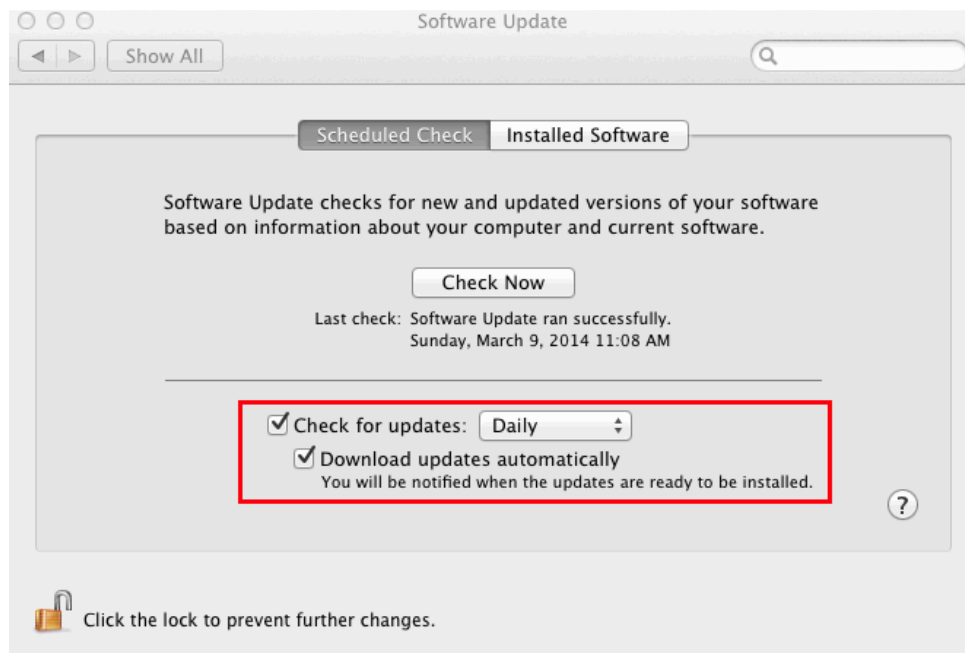 Software Update
Show All
Scheduled Check Installed Software
Software Update checks for new and updated versions of your software
based on information about your computer and current software.
Check Now
Last check: Software Update ran successfully.
Sunday, March 9, 2014 11:08 AM
Check for updates: Daily
Download updates automatically
You will be notified when the updates are ready to be installed.
?
Click the lock to prevent further changes.